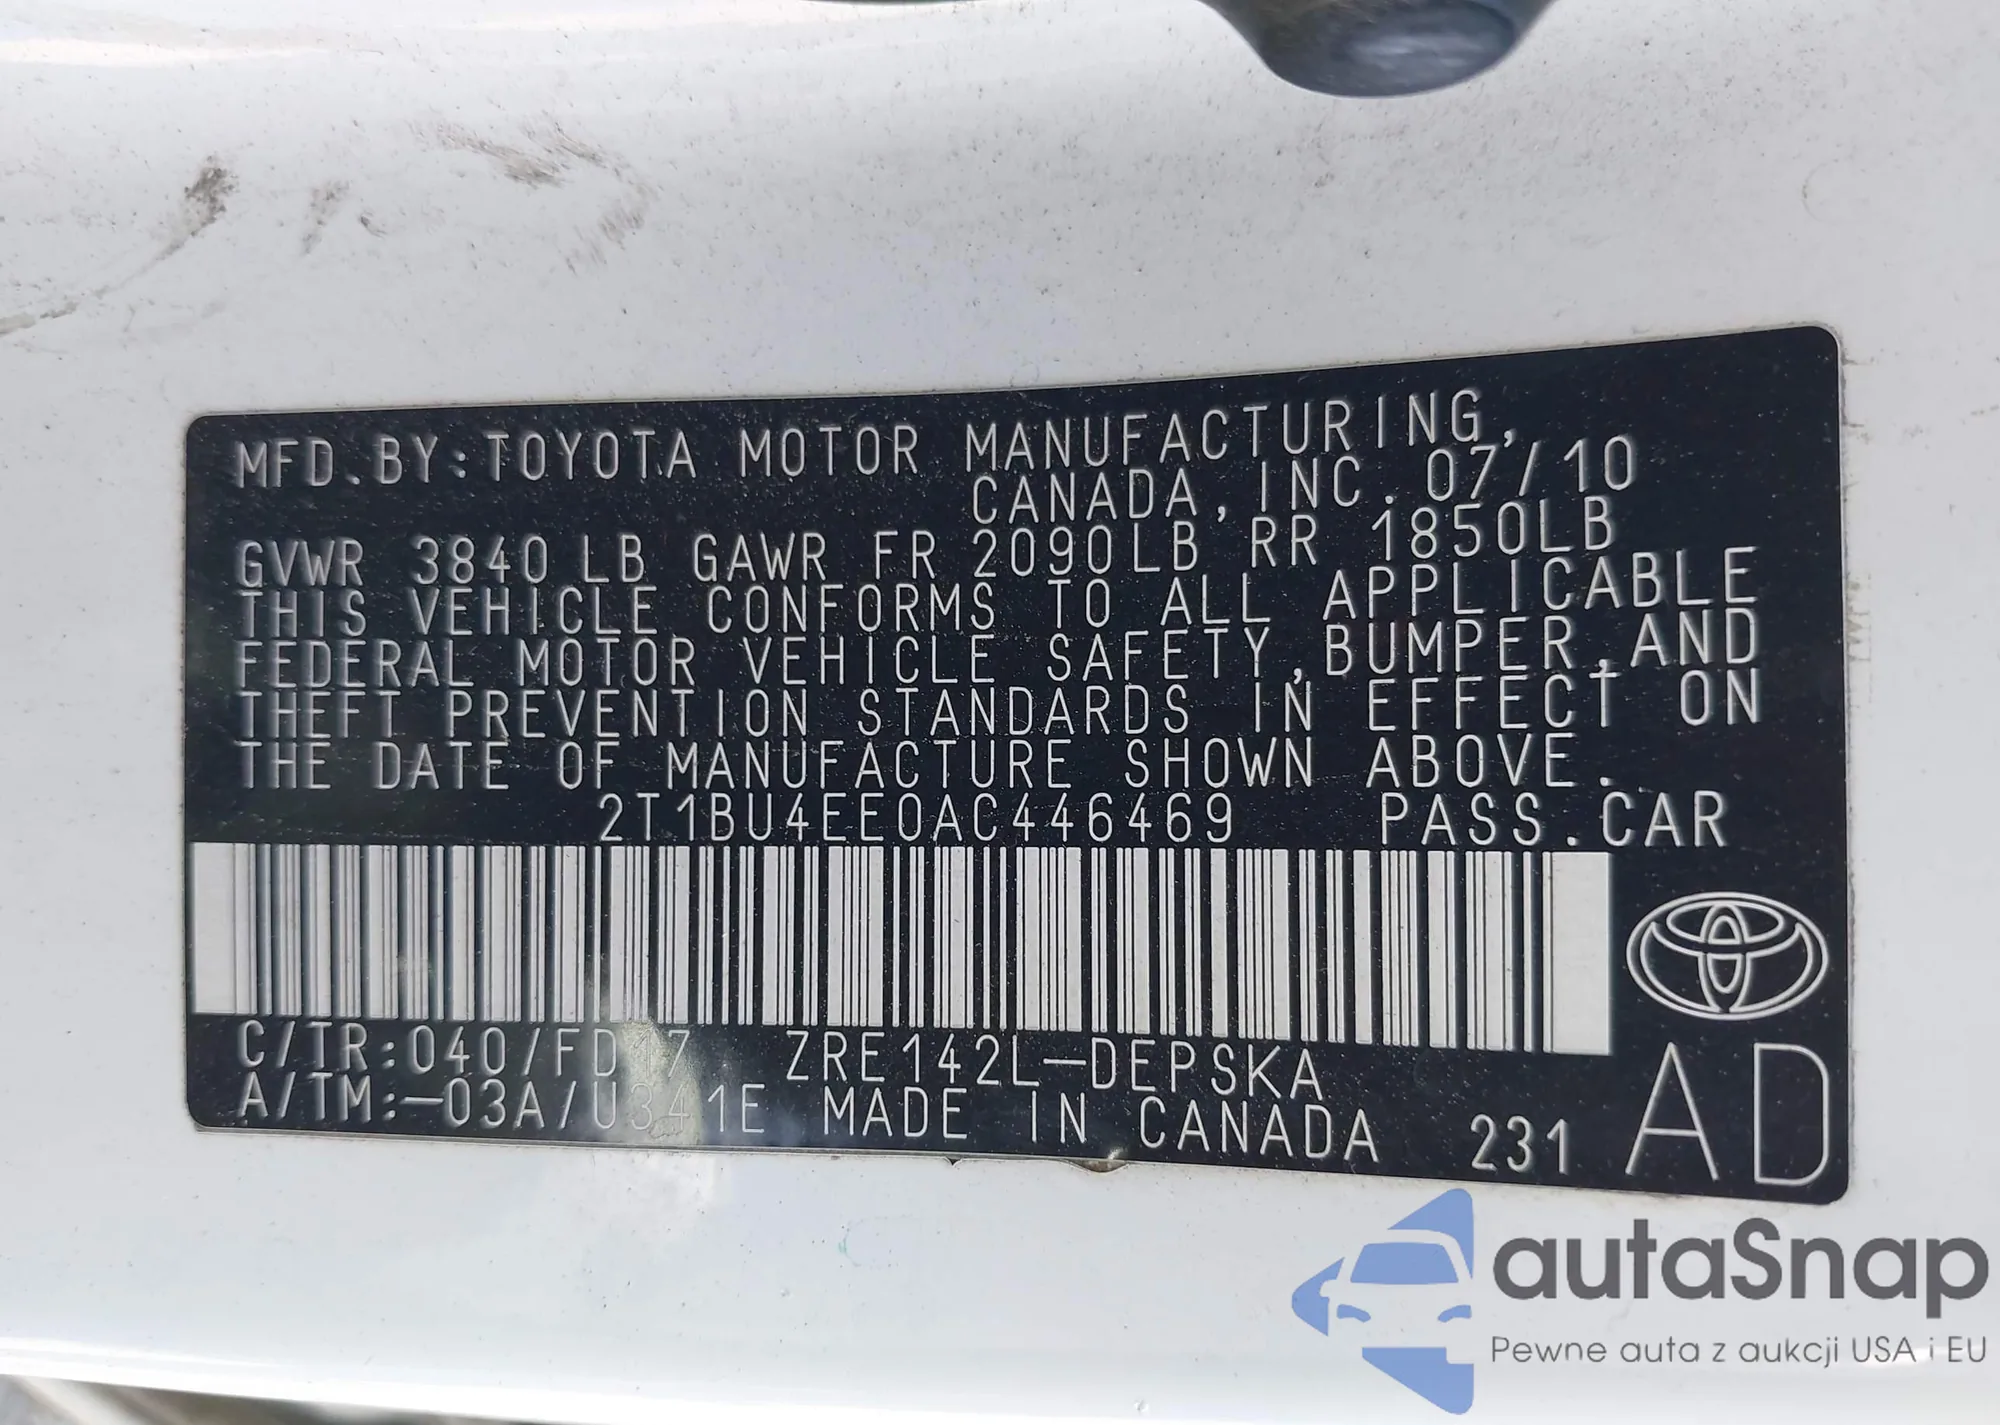 MFD.BY:TOYOTA MOTOR MANUFACTURING,
CANADA,INC.07/10
GVWR 3840LB GAWR FR 2090LB RR 1850LB
THIS VEHICLE CONFORMS TO ALL APPLICABLE
FEDERAL MOTOR VEHICLE SAFETY,BUMPER,AND
THEFT PREVENTION STANDARDS IN EFFECT ON
THE DATE OF MANUFACTURE SHOWN ABOVE.
2T1BU4EE0AC446469 PASS.CAR
C/TR:040/FD17 ZRE142L-DEPSKA
A/TM:-03A/U341E MADE IN CANADA 231
AD
autaSnap
Pewne auta z aukcji USA i EU